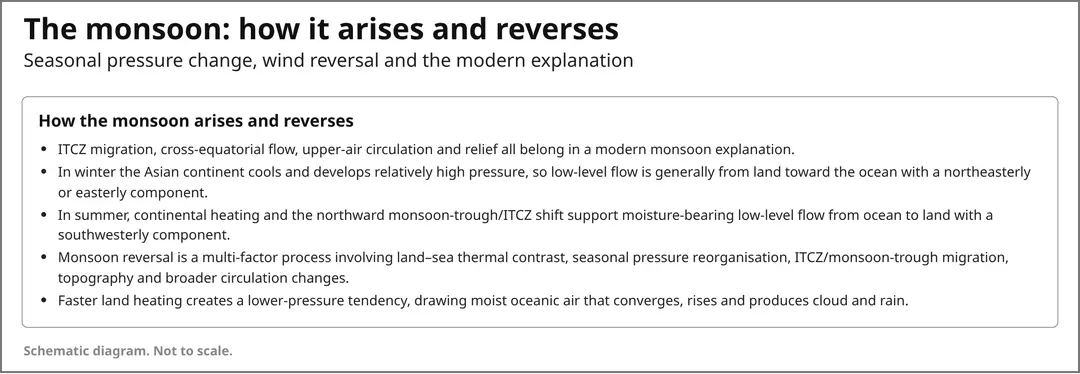 The monsoon: how it arises and reverses
Seasonal pressure change, wind reversal and the modern explanation
How the monsoon arises and reverses
• ITCZ migration, cross-equatorial flow, upper-air circulation and relief all belong in a modern monsoon explanation.
• In winter the Asian continent cools and develops relatively high pressure, so low-level flow is generally from land toward the ocean with a northeasterly
or easterly component.
• In summer, continental heating and the northward monsoon-trough/ITCZ shift support moisture-bearing low-level flow from ocean to land with a
southwesterly component.
• Monsoon reversal is a multi-factor process involving land–sea thermal contrast, seasonal pressure reorganisation, ITCZ/monsoon-trough migration,
topography and broader circulation changes.
• Faster land heating creates a lower-pressure tendency, drawing moist oceanic air that converges, rises and produces cloud and rain.
Schematic diagram. Not to scale.